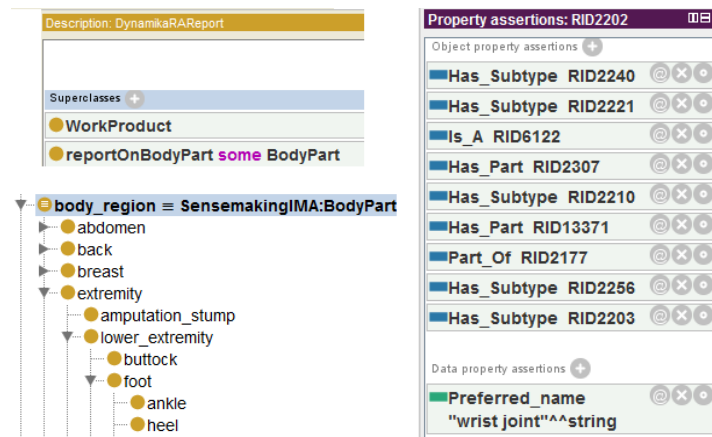 Description: DynamikaRAReport
Superclasses
WorkProduct
reportOnBodyPart some BodyPart
body_region ≡ SensemakingIMA:BodyPart
abdomen
back
breast
extremity
amputation_stump
lower_extremity
buttock
foot
ankle
heel
Property assertions: RID2202
Object property assertions
Has_Subtype RID2240
Has_Subtype RID2221
Is_A RID6122
Has_Part RID2307
Has_Subtype RID2210
Has_Part RID13371
Part_Of RID2177
Has_Subtype RID2256
Has_Subtype RID2203
Data property assertions
Preferred_name
"wrist joint"^^string